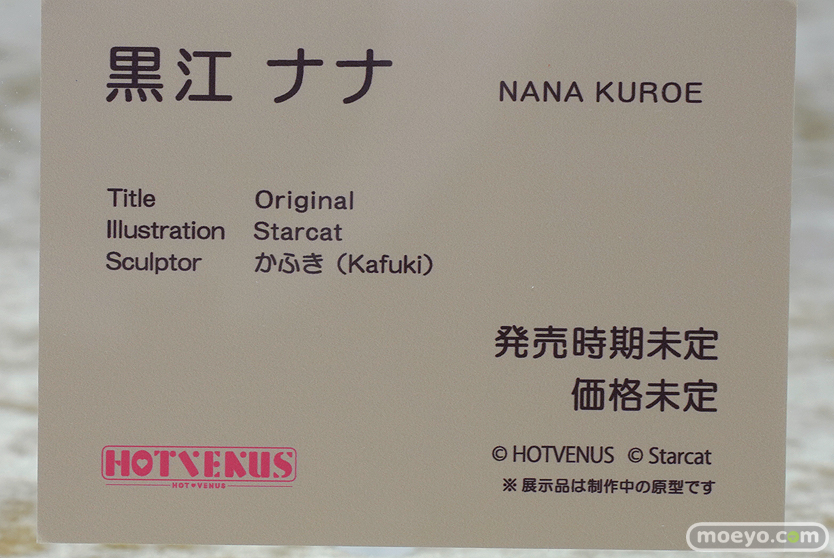 黒江 ナナ NANA KUROE
Title Original
Illustration Starcat
Sculptor かふき（Kafuki）
発売時期未定
価格未定
HOTVENUS
HOT♥VENUS
© HOTVENUS © Starcat
※展示品は制作中の原型です
moeyo.com